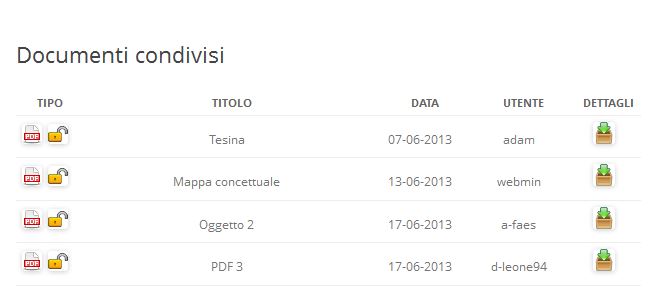 Documenti condivisi
TIPO TITOLO DATA UTENTE DETTAGLI
PDF Tesina 07-06-2013 adam
PDF Mappa concettuale 13-06-2013 webmin
PDF Oggetto 2 17-06-2013 a-faes
PDF PDF 3 17-06-2013 d-leone94